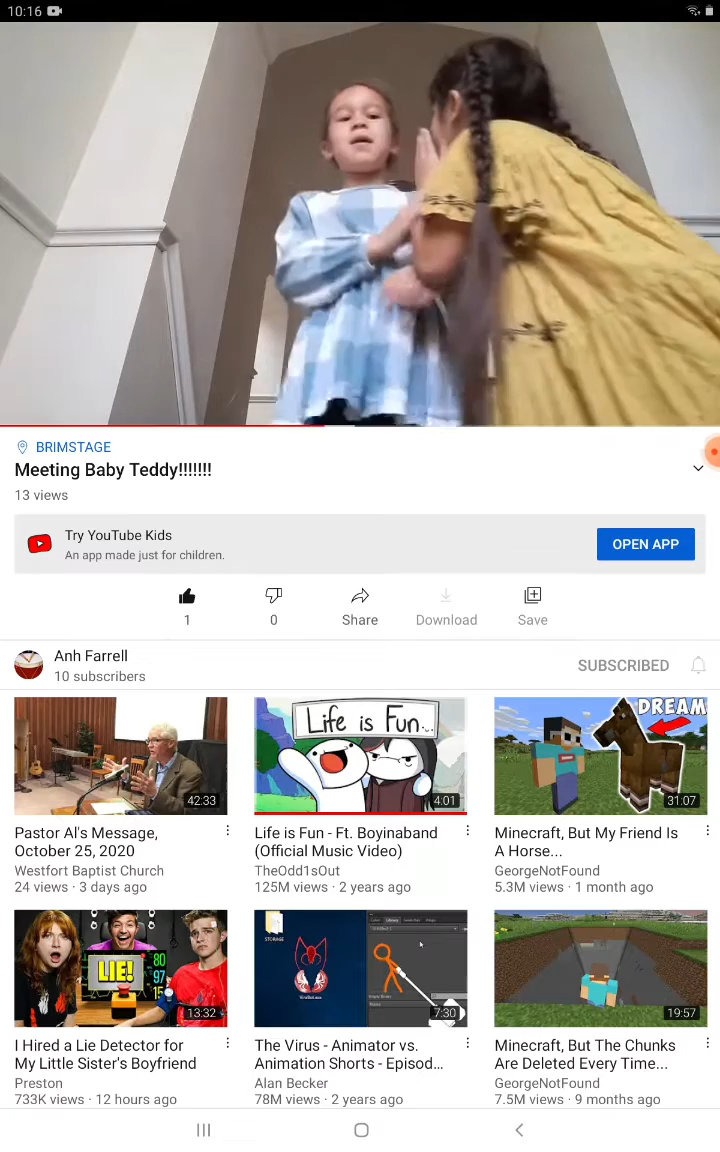 10:16
BRIMSTAGE
Meeting Baby Teddy!!!!!!!
13 views
Try YouTube Kids
An app made just for children.
OPEN APP
1
0
Share
Download
Save
Anh Farrell
10 subscribers
SUBSCRIBED
42:33
Life is Fun..
4:01
DREAM
31:07
Pastor Al's Message,
October 25, 2020
Westfort Baptist Church
24 views · 3 days ago
Life is Fun - Ft. Boyinaband
(Official Music Video)
TheOdd1sOut
125M views · 2 years ago
Minecraft, But My Friend Is
A Horse...
GeorgeNotFound
5.3M views · 1 month ago
LIE!
80
97
15
13:32
STORAGE
7:30
19:57
I Hired a Lie Detector for
My Little Sister's Boyfriend
Preston
733K views · 12 hours ago
The Virus - Animator vs.
Animation Shorts - Episod...
Alan Becker
78M views · 2 years ago
Minecraft, But The Chunks
Are Deleted Every Time...
GeorgeNotFound
7.5M views · 9 months ago